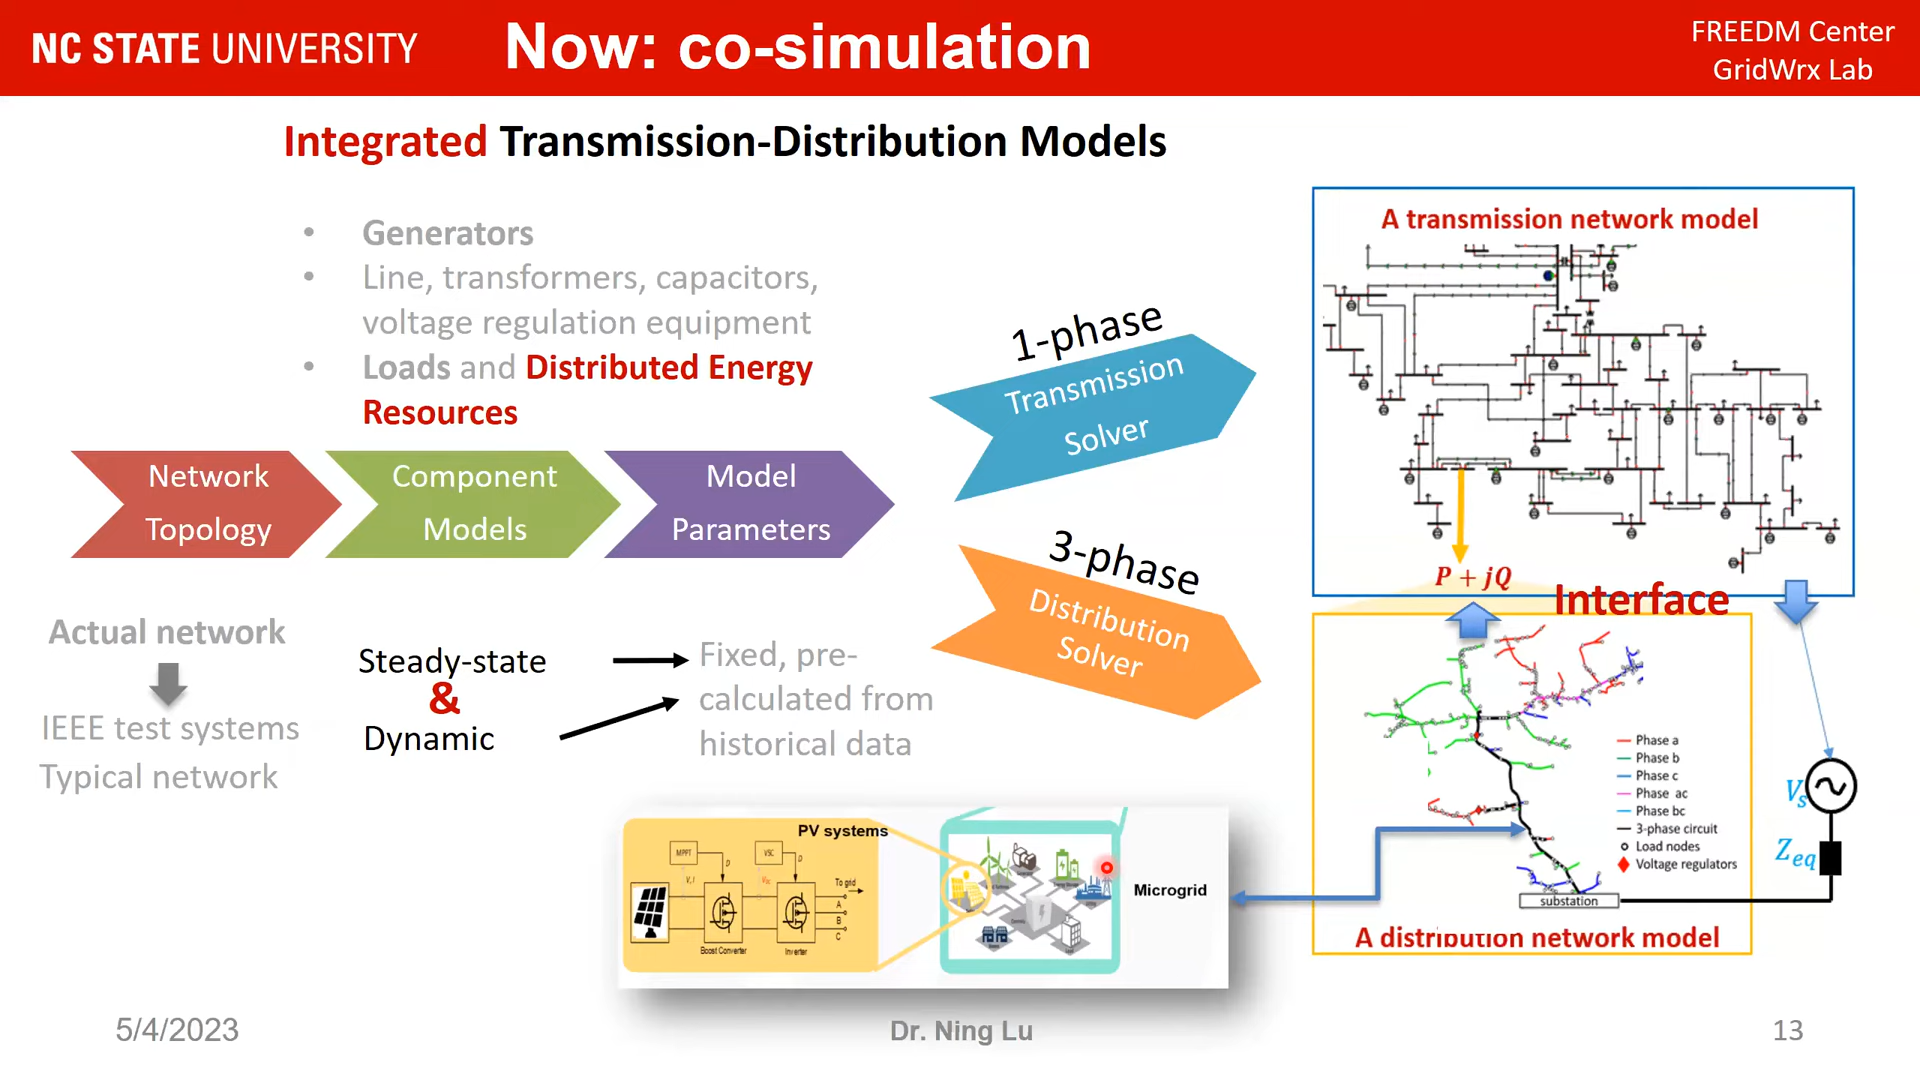 NC STATE UNIVERSITY
Now: co-simulation
FREEDM Center
GridWrx Lab
Integrated Transmission-Distribution Models
• Generators
• Line, transformers, capacitors,
voltage regulation equipment
• Loads and Distributed Energy
Resources
Network
Topology
Component
Models
Model
Parameters
1-phase
Transmission
Solver
3-phase
Distribution
Solver
Actual network
IEEE test systems
Typical network
Steady-state
&
Dynamic
Fixed, pre-
calculated from
historical data
A transmission network model
P + jQ
Interface
Phase a
Phase b
Phase c
Phase ac
Phase bc
3-phase circuit
Load nodes
Voltage regulators
substation
A distribution network model
Vs
Zeq
PV systems
MPPT
D
VSC
D
V, I
To grid
A
B
C
Boost Converter
Inverter
Microgrid
5/4/2023
Dr. Ning Lu
13